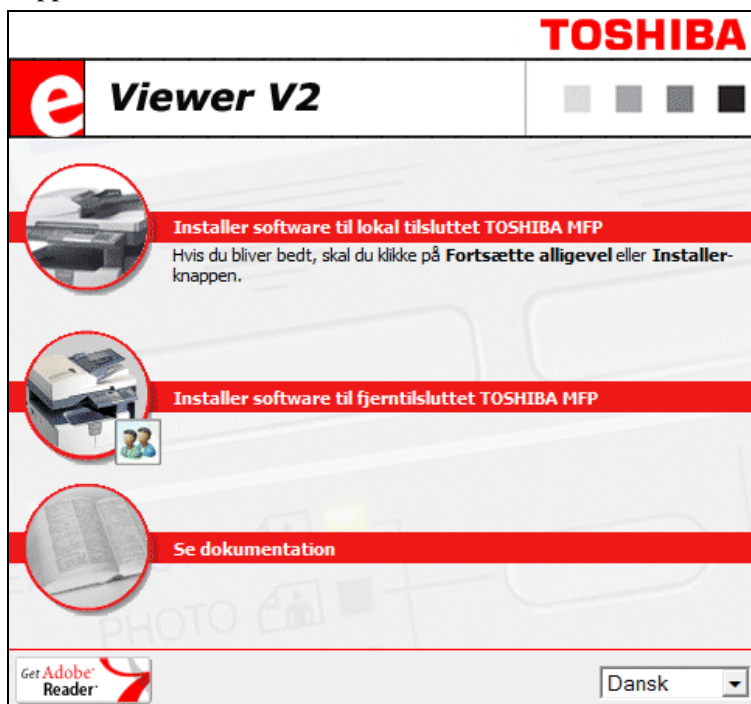 TOSHIBA
e Viewer V2
Installer software til lokal tilsluttet TOSHIBA MFP
Hvis du bliver bedt, skal du klikke på Fortsætte alligevel eller Installer-
knappen.
Installer software til fjerntilsluttet TOSHIBA MFP
Se dokumentation
PHOTO
Get Adobe
Reader
Dansk